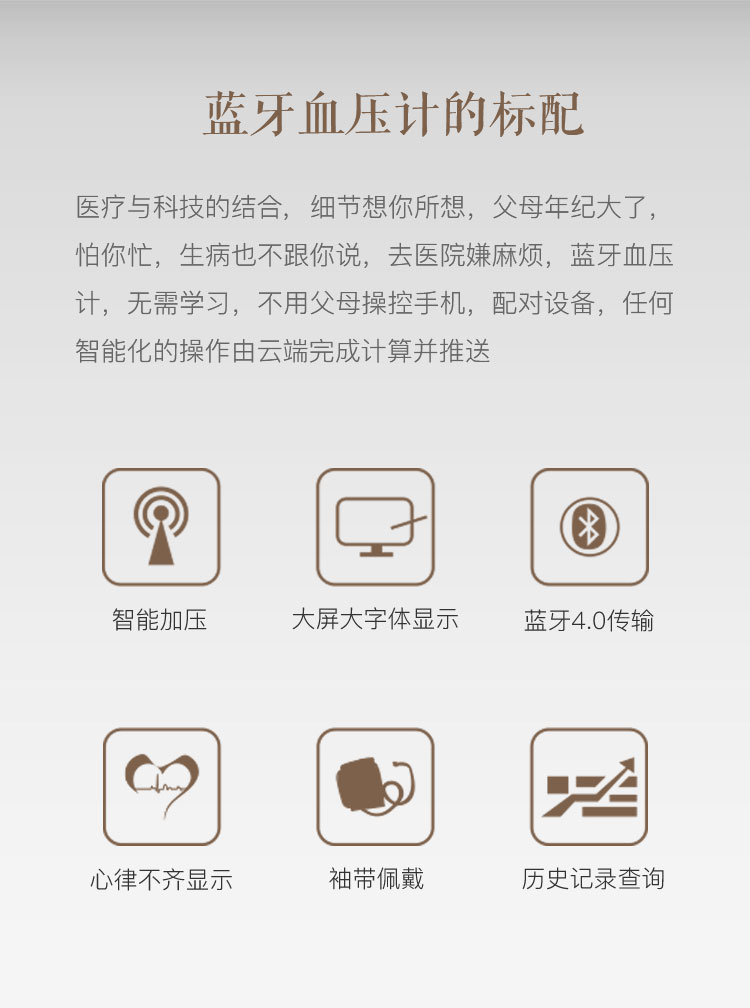 蓝牙血压计的标配
医疗与科技的结合，细节想你所想，父母年纪大了，
怕你忙，生病也不跟你说，去医院嫌麻烦，蓝牙血压
计，无需学习，不用父母操控手机，配对设备，任何
智能化的操作由云端完成计算并推送
智能加压
大屏大字体显示
蓝牙4.0传输
心律不齐显示
袖带佩戴
历史记录查询